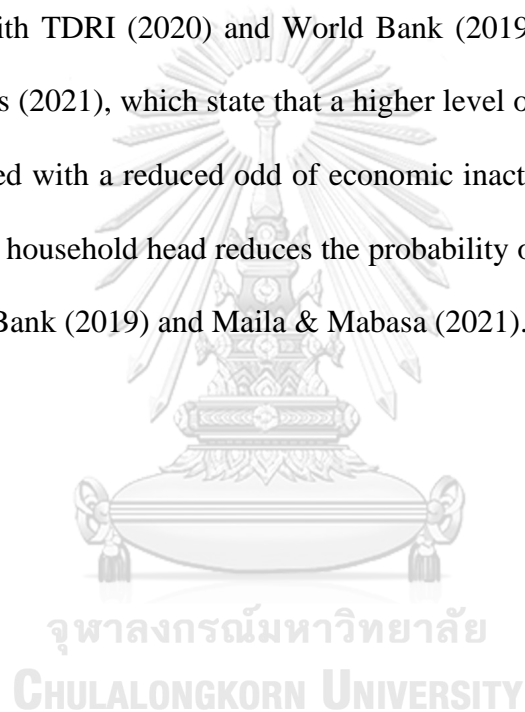 ith TDRI (2020) and World Bank (2019
s (2021), which state that a higher level o
ed with a reduced odd of economic inact
household head reduces the probability o
Bank (2019) and Maila & Mabasa (2021).
จุฬาลงกรณ์มหาวิทยาลัย
CHULALONGKORN UNIVERSITY